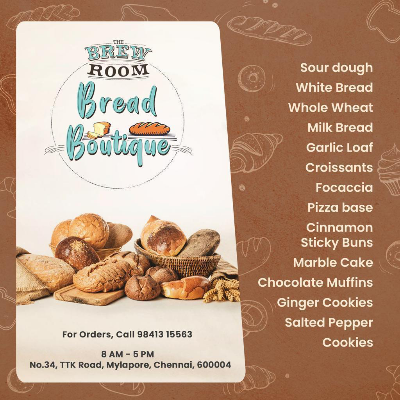 THE
BREW
ROOM
Bread
Boutique
For Orders, Call 98413 15563
8 AM - 5 PM
No.34, TTK Road, Mylapore, Chennai, 600004
Sour dough
White Bread
Whole Wheat
Milk Bread
Garlic Loaf
Croissants
Focaccia
Pizza base
Cinnamon
Sticky Buns
Marble Cake
Chocolate Muffins
Ginger Cookies
Salted Pepper
Cookies